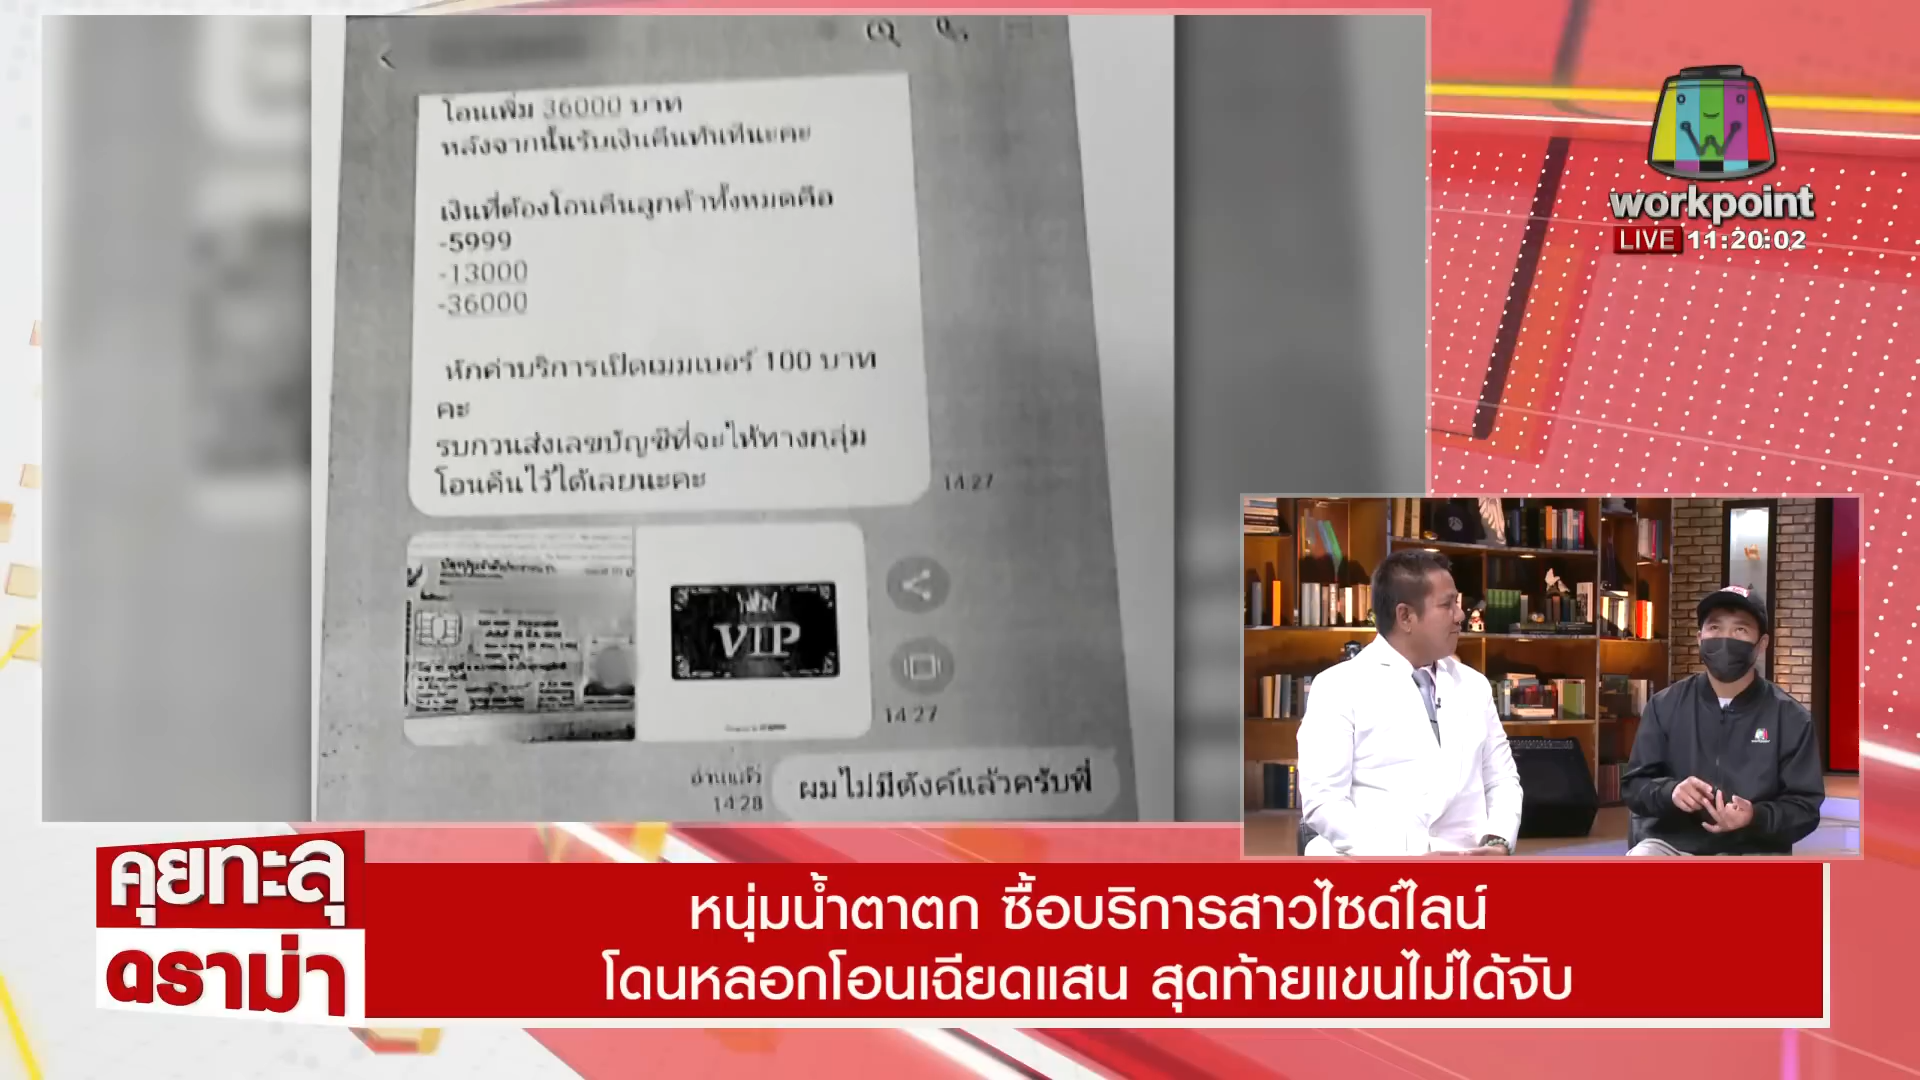 โอนเพิ่ม 36000 บาท
หลังจากนั้นรับเงินคืนทันทีนะคะ
เงินที่ต้องโอนคืนลูกค้าทั้งหมดคือ
-5999
-13000
-36000
หักค่าบริการเปิดเมมเบอร์ 100 บาท
คะ
รบกวนส่งเลขบัญชีที่จะให้ทางกลุ่ม
โอนคืนไว้ได้เลยนะคะ
14:27
VIP
14:27
อ่านแล้ว
14:28
ผมไม่มีตังค์แล้วครับพี่
workpoint
LIVE 11:20:02
คุยทะลุ
ดราม่า
หนุ่มน้ำตาตก ซื้อบริการสาวไซด์ไลน์
โดนหลอกโอนเฉียดแสน สุดท้ายแขนไม่ได้จับ